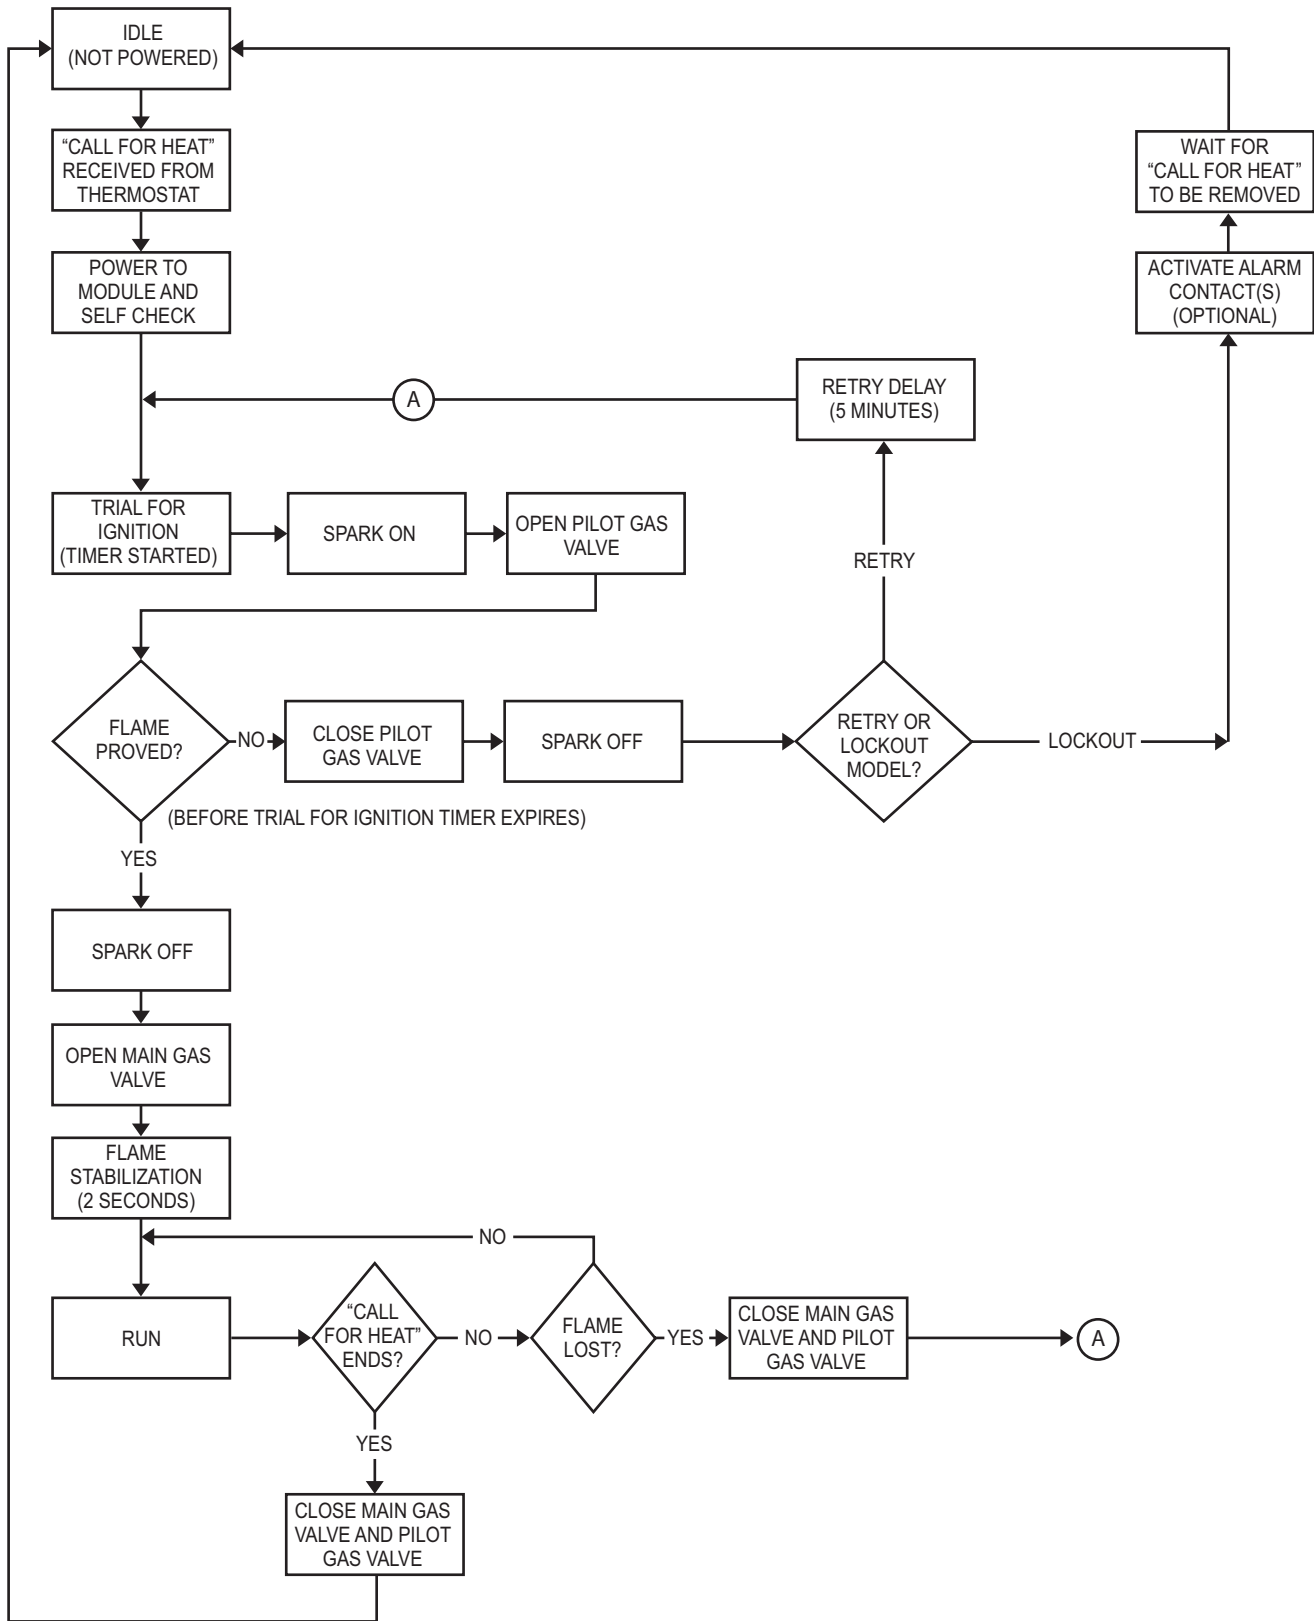 IDLE
(NOT POWERED)
“CALL FOR HEAT”
RECEIVED FROM
THERMOSTAT
WAIT FOR
“CALL FOR HEAT”
TO BE REMOVED
POWER TO
MODULE AND
SELF CHECK
ACTIVATE ALARM
CONTACT(S)
(OPTIONAL)
A
RETRY DELAY
(5 MINUTES)
TRIAL FOR
IGNITION
(TIMER STARTED)
SPARK ON
OPEN PILOT GAS
VALVE
RETRY
FLAME
PROVED?
NO
CLOSE PILOT
GAS VALVE
SPARK OFF
RETRY OR
LOCKOUT
MODEL?
LOCKOUT
(BEFORE TRIAL FOR IGNITION TIMER EXPIRES)
YES
SPARK OFF
OPEN MAIN GAS
VALVE
FLAME
STABILIZATION
(2 SECONDS)
NO
RUN
“CALL
FOR HEAT”
ENDS?
NO
FLAME
LOST?
YES
CLOSE MAIN GAS
VALVE AND PILOT
GAS VALVE
A
YES
CLOSE MAIN GAS
VALVE AND PILOT
GAS VALVE